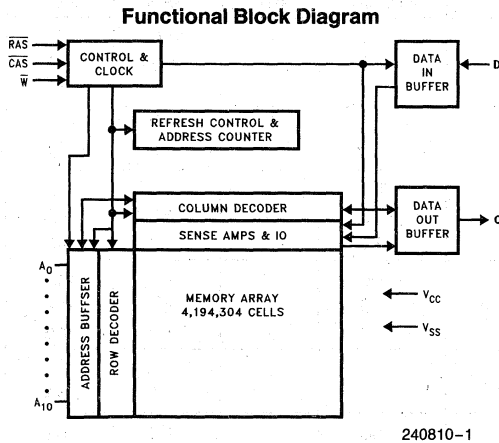 Functional Block Diagram
RAS
CAS
W
CONTROL &
CLOCK
DATA
IN
BUFFER
D
REFRESH CONTROL &
ADDRESS COUNTER
COLUMN DECODER
SENSE AMPS & IO
DATA
OUT
BUFFER
A0
A10
ADDRESS BUFFSER
ROW DECODER
MEMORY ARRAY
4,194,304 CELLS
VCC
VSS
240810–1